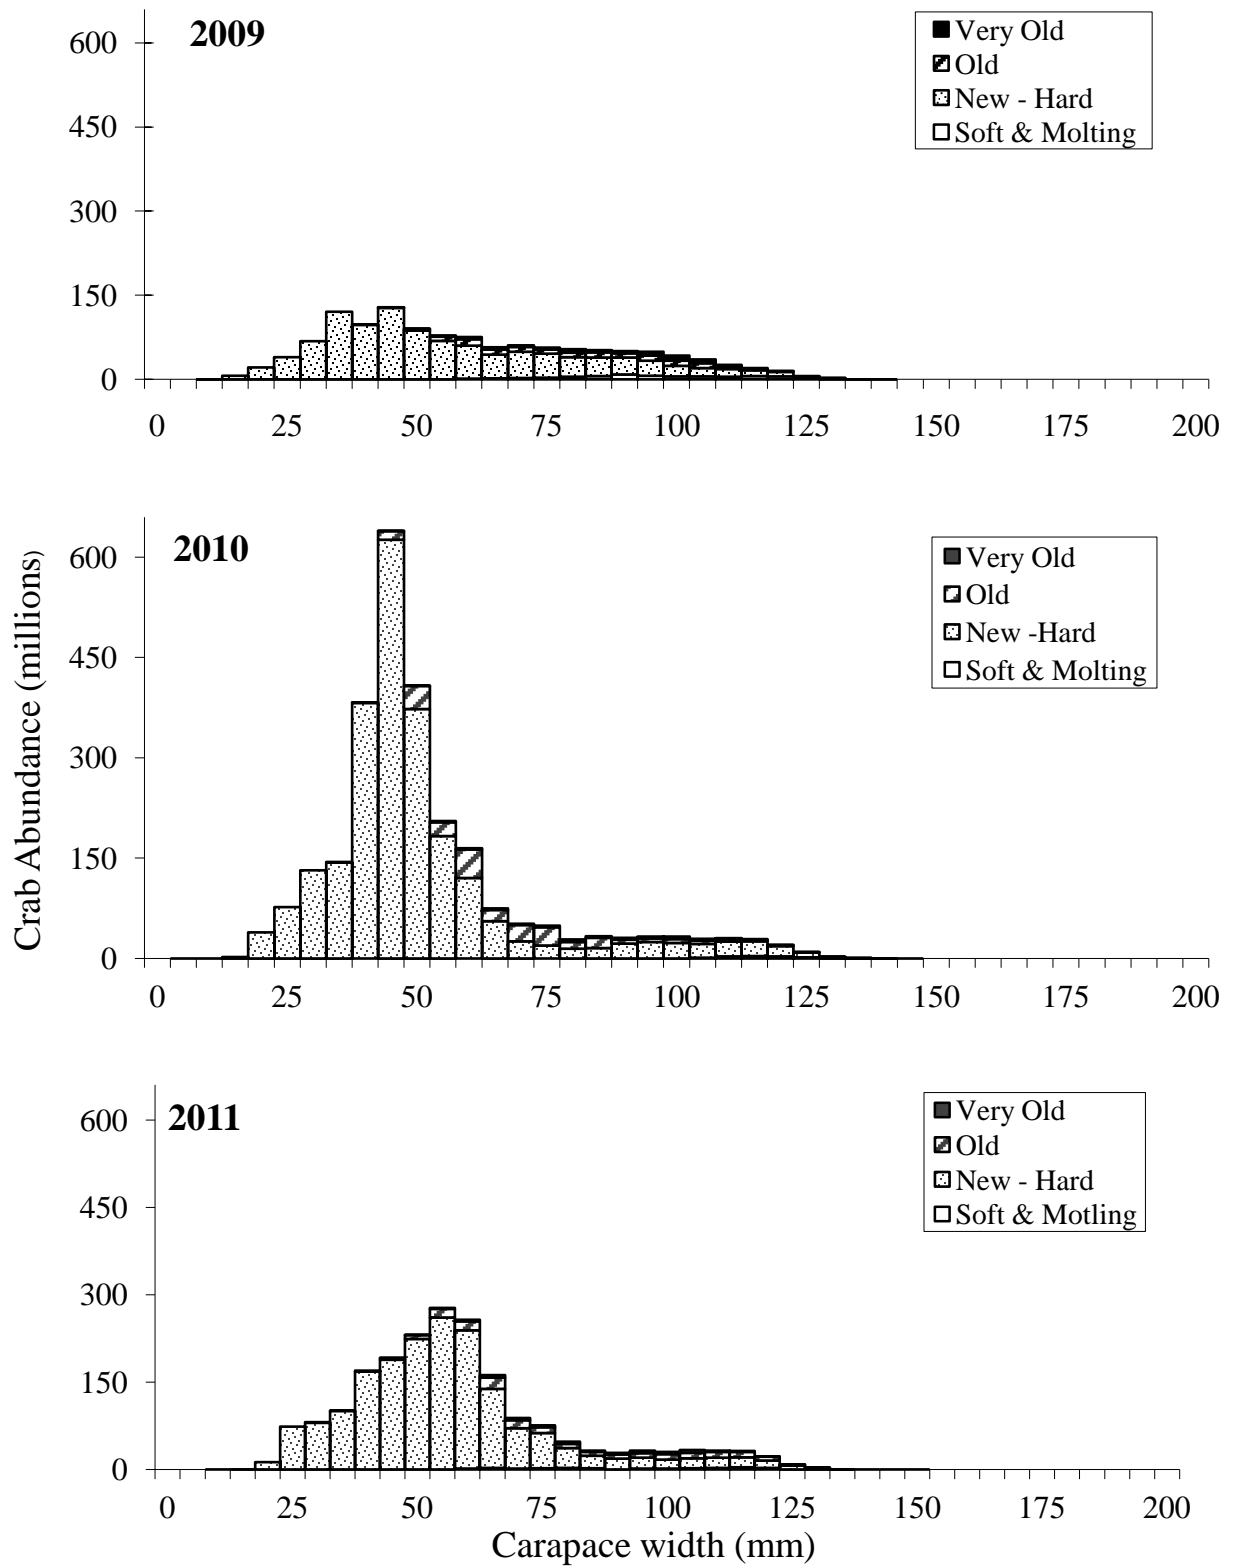 2009
600
450
300
150
0
Very Old
Old
New - Hard
Soft & Molting
0 25 50 75 100 125 150 175 200
Crab Abundance (millions)
2010
600
450
300
150
0
Very Old
Old
New -Hard
Soft & Molting
0 25 50 75 100 125 150 175 200
2011
600
450
300
150
0
Very Old
Old
New - Hard
Soft & Motling
0 25 50 75 100 125 150 175 200
Carapace width (mm)